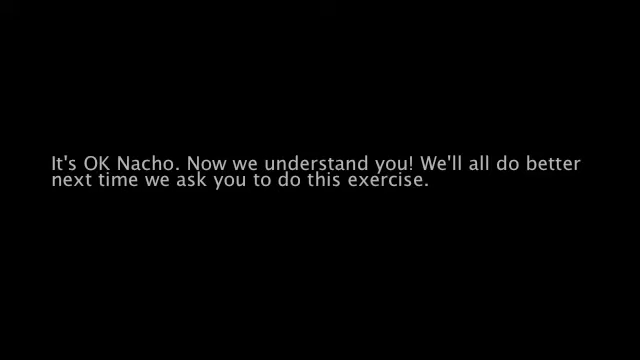 It's OK Nacho. Now we understand you! We'll all do better
next time we ask you to do this exercise.